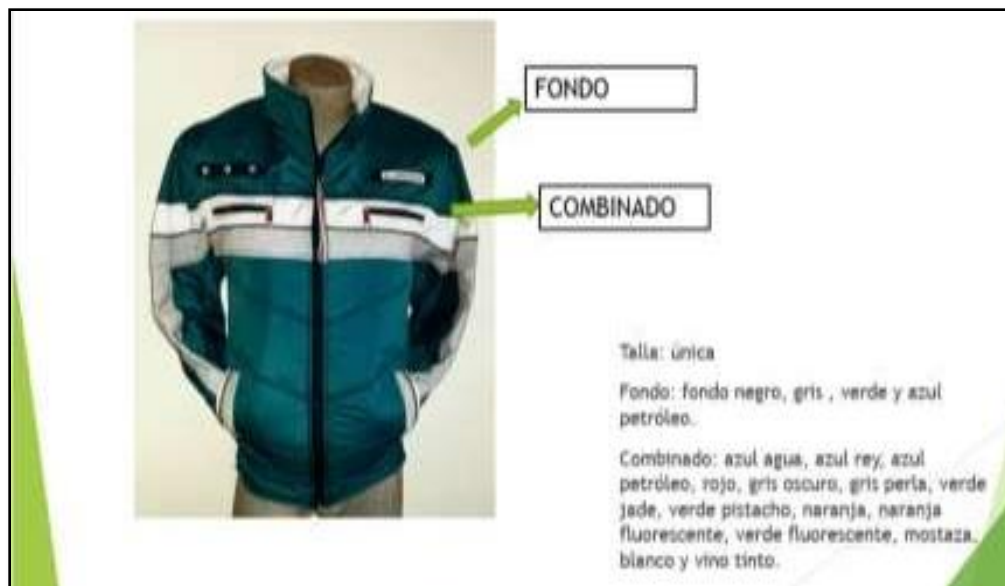 FONDO
COMBINADO
Talla: única
Fondo: fondo negro, gris , verde y azul
petróleo.
Combinado: azul agua, azul rey, azul
petróleo, rojo, gris oscuro, gris perla, verde
jade, verde pistacho, naranja, naranja
fluorescente, verde fluorescente, mostaza,
blanco y vino tinto.